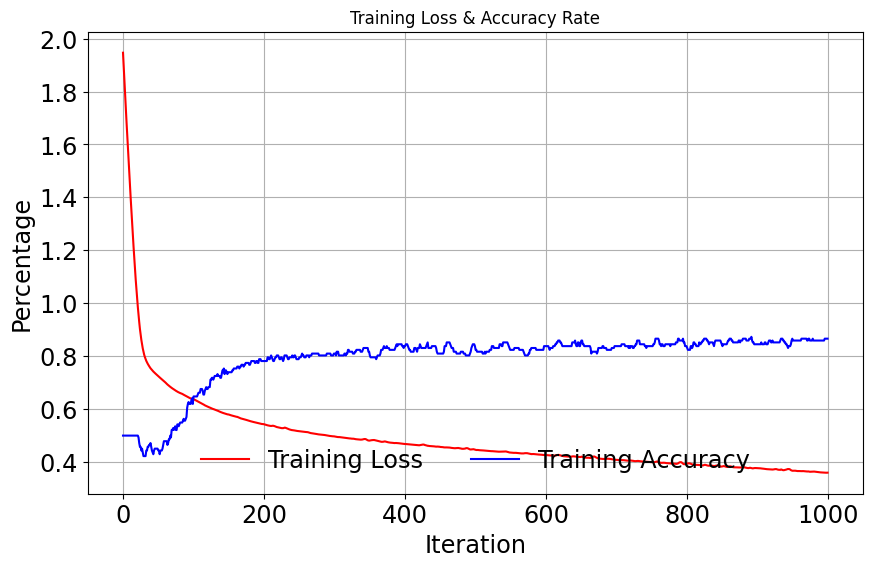 Training Loss & Accuracy Rate
2.0
1.8
1.6
1.4
1.2
1.0
0.8
0.6
0.4
Percentage
Training Loss Training Accuracy
0 200 400 600 800 1000
Iteration